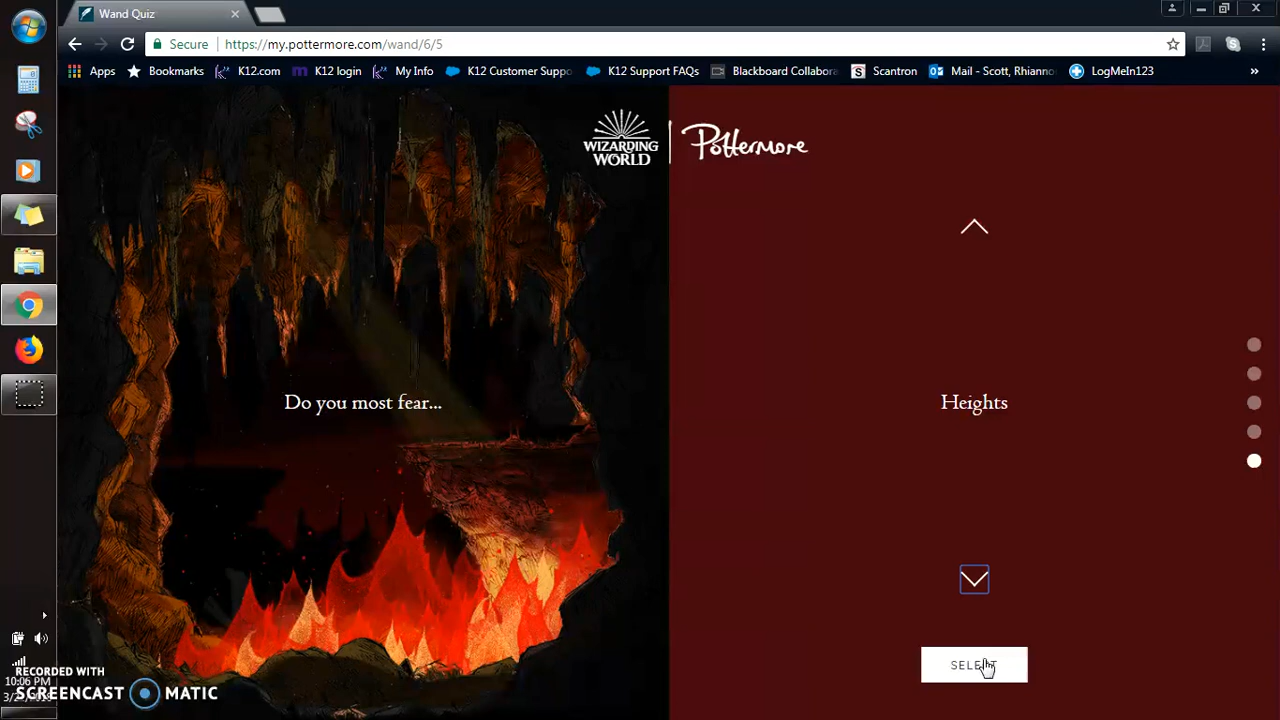 Wand Quiz
Secure
https://my.pottermore.com/wand/6/5
Apps
Bookmarks
K12.com
K12 login
My Info
K12 Customer Suppo
K12 Support FAQs
Blackboard Collabora
Scantron
Mail - Scott, Rhianno
LogMeIn123
»
WIZARDING
WORLD
Pottermore
Do you most fear...
Heights
SELECT
10:06 PM
RECORDED WITH
SCREENCAST MATIC